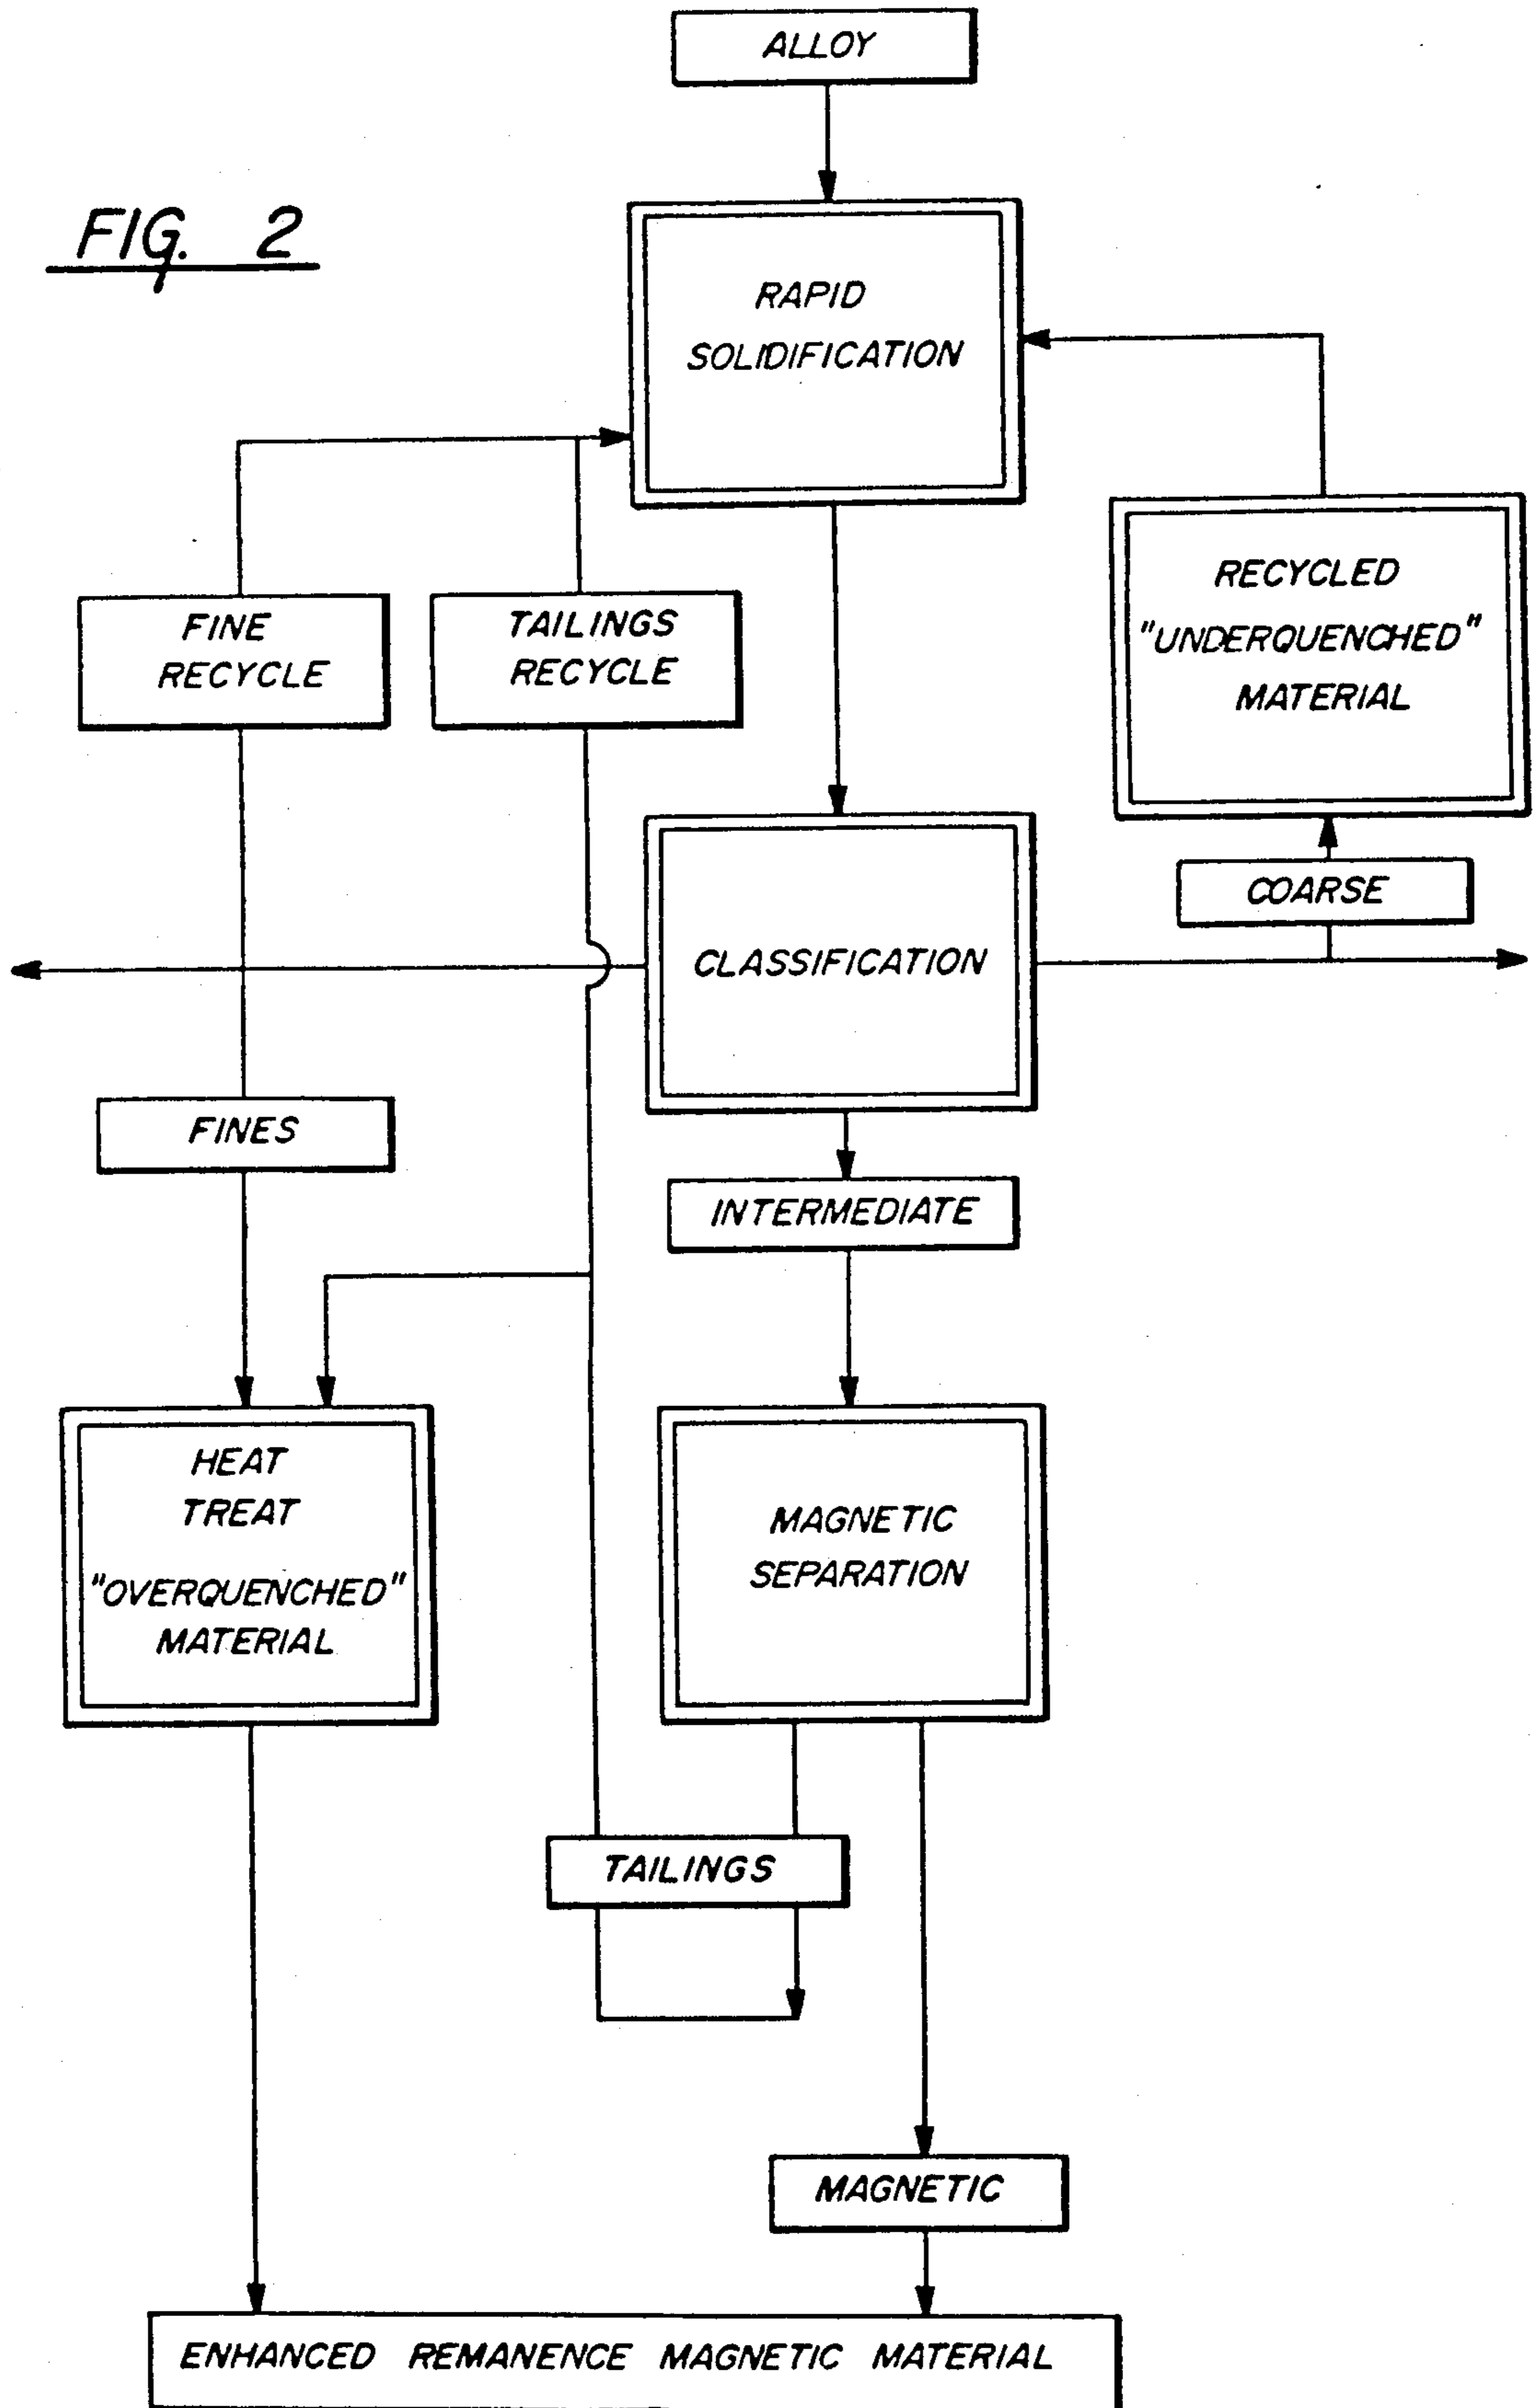 ALLOY
FIG. 2
RAPID
SOLIDIFICATION
RECYCLED
"UNDERQUENCHED"
MATERIAL
FINE
RECYCLE
TAILINGS
RECYCLE
COARSE
CLASSIFICATION
FINES
INTERMEDIATE
HEAT
TREAT
"OVERQUENCHED"
MATERIAL
MAGNETIC
SEPARATION
TAILINGS
MAGNETIC
ENHANCED REMANENCE MAGNETIC MATERIAL